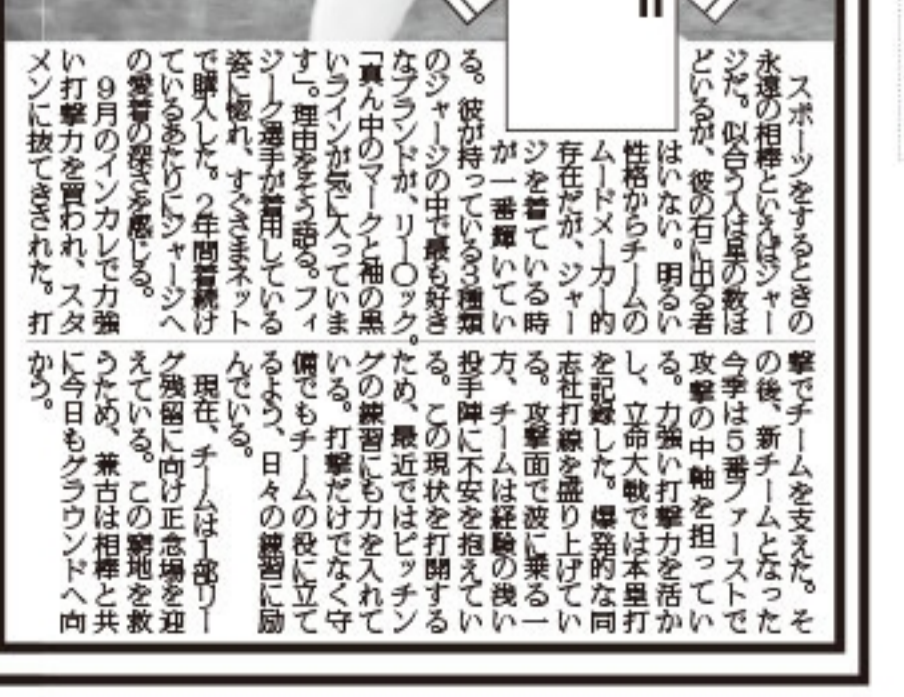 スポーツをするときの
永遠の相棒といえばジャー
ジだ。似合う人は星の数ほ
どいるが、彼の右に出る者
はいない。明るい
性格からチームの
ムードメーカー的
存在だが、ジャー
ジを着ている時
が一番輝いてい
る。彼が持っている3種類
のジャージの中で最も好き
なブランドが、リー〇ック。
「真ん中のマークと袖の黒
いラインが気に入っていま
す」。理由をそう語る。フィ
ジーク選手が着用している
姿に惚れ、すぐさまネット
で購入した。2年間着続け
ているあたりにジャージへ
の愛着の深さを感じる。
9月のインカレで力強
い打撃力を買われ、スタ
メンに抜てきされた。打
撃でチームを支えた。そ
の後、新チームとなった
今季は5番ファーストで
攻撃の中軸を担ってい
る。力強い打撃力を活か
し、立命大戦では本塁打
を記録した。爆発的な同
志社打線を盛り上げてい
る。攻撃面で波に乗る一
方、チームは経験の浅い
投手陣に不安を抱えてい
る。この現状を打開する
ため、最近ではピッチン
グの練習にも力を入れて
いる。打撃だけでなく守
備でもチームの役に立て
るよう、日々の練習に励
んでいる。
現在、チームは1部リー
グ残留に向け正念場を迎
えている。この窮地を救
うため、兼古は相棒と共
に今日もグラウンドへ向
かう。